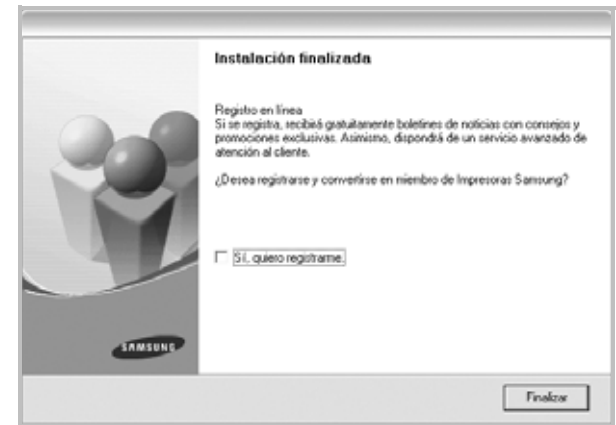 Instalación finalizada
Registro en línea
Si se registra, recibirá gratuitamente boletines de noticias con consejos y
promociones exclusivas. Asimismo, dispondrá de un servicio avanzado de
atención al cliente.
¿Desea registrarse y convertirse en miembro de Impresoras Samsung?
Sí, quiero registrarme.
SAMSUNG
Finalizar